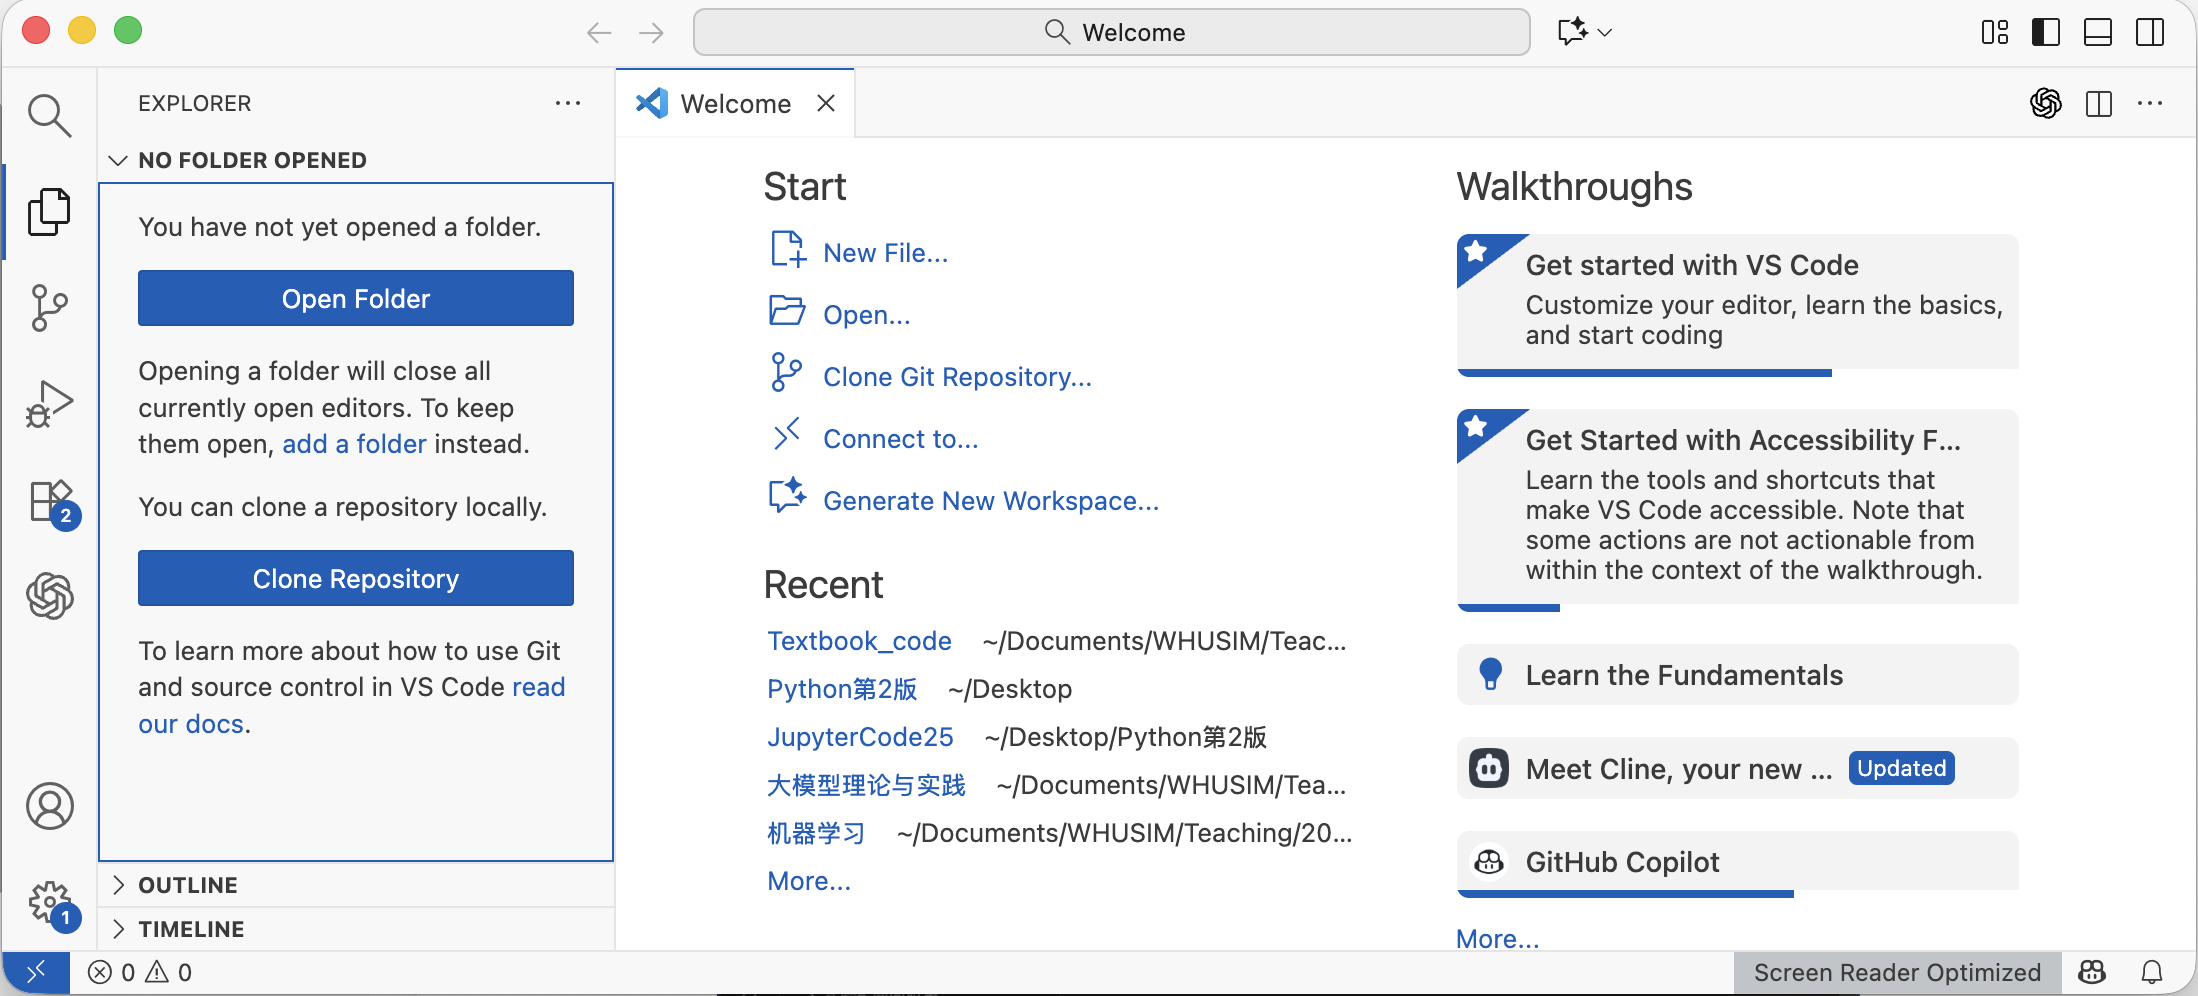 Welcome
EXPLORER
NO FOLDER OPENED
You have not yet opened a folder.
Open Folder
Opening a folder will close all
currently open editors. To keep
them open, add a folder instead.
You can clone a repository locally.
Clone Repository
To learn more about how to use Git
and source control in VS Code read
our docs.
OUTLINE
TIMELINE
2
1
Welcome
Start
New File...
Open...
Clone Git Repository...
Connect to...
Generate New Workspace...
Recent
Textbook_code ~/Documents/WHUSIM/Teac...
Python第2版 ~/Desktop
JupyterCode25 ~/Desktop/Python第2版
大模型理论与实践 ~/Documents/WHUSIM/Tea...
机器学习 ~/Documents/WHUSIM/Teaching/20...
More...
Walkthroughs
Get started with VS Code
Customize your editor, learn the basics,
and start coding
Get Started with Accessibility F...
Learn the tools and shortcuts that
make VS Code accessible. Note that
some actions are not actionable from
within the context of the walkthrough.
Learn the Fundamentals
Meet Cline, your new ... Updated
GitHub Copilot
More...
0 0
Screen Reader Optimized